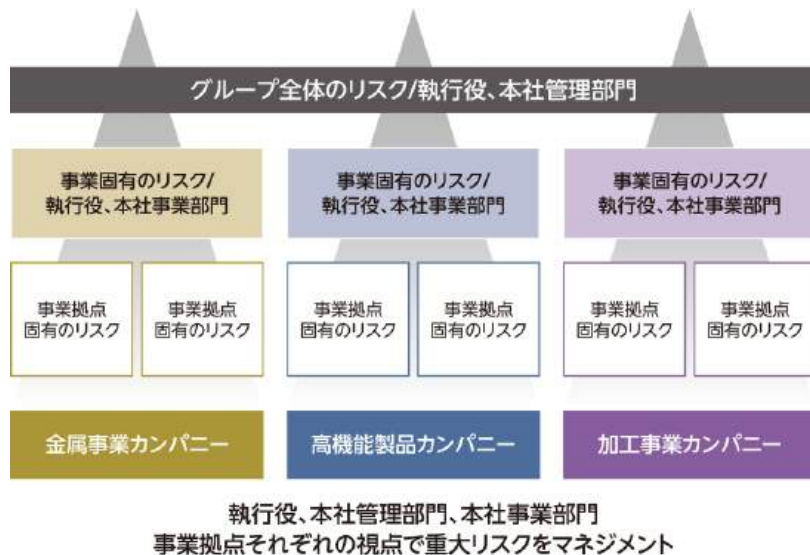 グループ全体のリスク/執行役、本社管理部門
事業固有のリスク/
執行役、本社事業部門
事業固有のリスク/
執行役、本社事業部門
事業固有のリスク/
執行役、本社事業部門
事業拠点
固有のリスク
事業拠点
固有のリスク
事業拠点
固有のリスク
事業拠点
固有のリスク
事業拠点
固有のリスク
事業拠点
固有のリスク
金属事業カンパニー
高機能製品カンパニー
加工事業カンパニー
執行役、本社管理部門、本社事業部門
事業拠点それぞれの視点で重大リスクをマネジメント